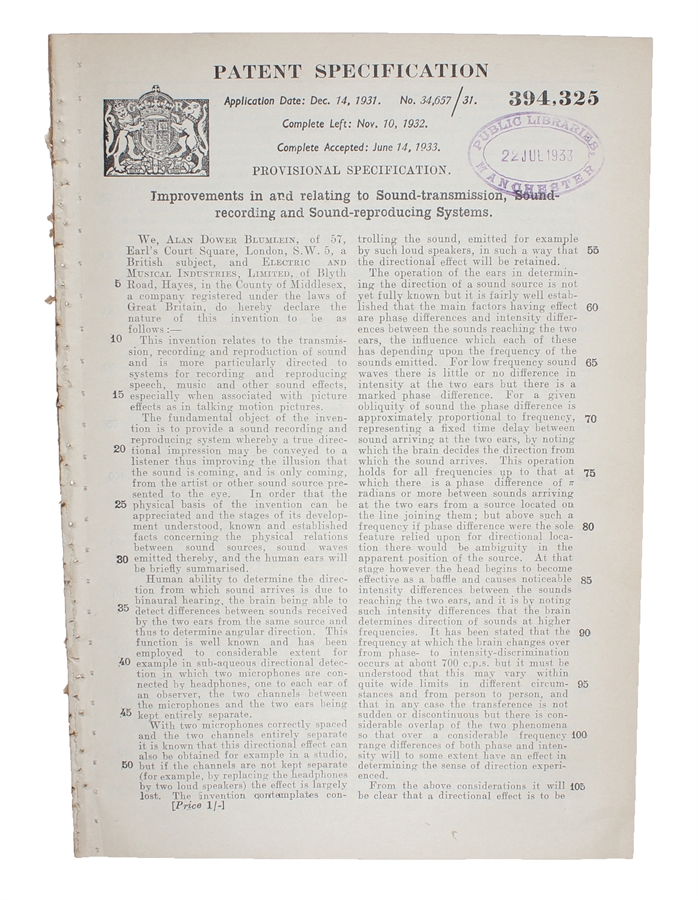 PATENT SPECIFICATION
Application Date: Dec. 14, 1931. No. 34,657/31.
394,325
Complete Left: Nov. 10, 1932.
Complete Accepted: June 14, 1933.
PROVISIONAL SPECIFICATION.
PUBLIC LIBRARIES,
22 JUL 1933
MANCHESTER
Improvements in and relating to Sound-transmission, Sound-
recording and Sound-reproducing Systems.
We, ALAN DOWER BLUMLEIN, of 57,
Earl's Court Square, London, S.W. 5, a
British subject, and ELECTRIC AND
MUSICAL INDUSTRIES, LIMITED, of Blyth
5 Road, Hayes, in the County of Middlesex,
a company registered under the laws of
Great Britain, do hereby declare the
nature of this invention to be as
follows:—
10 This invention relates to the transmis-
sion, recording and reproduction of sound
and is more particularly directed to
systems for recording and reproducing
speech, music and other sound effects,
15 especially when associated with picture
effects as in talking motion pictures.
The fundamental object of the inven-
tion is to provide a sound recording and
reproducing system whereby a true direc-
20 tional impression may be conveyed to a
listener thus improving the illusion that
the sound is coming, and is only coming,
from the artist or other sound source pre-
sented to the eye. In order that the
25 physical basis of the invention can be
appreciated and the stages of its develop-
ment understood, known and established
facts concerning the physical relations
between sound sources, sound waves
30 emitted thereby, and the human ears will
be briefly summarised.
Human ability to determine the direc-
tion from which sound arrives is due to
binaural hearing, the brain being able to
35 detect differences between sounds received
by the two ears from the same source and
thus to determine angular direction. This
function is well known and has been
employed to considerable extent for
40 example in sub-aqueous directional detec-
tion in which two microphones are con-
nected by headphones, one to each ear of
an observer, the two channels between
the microphones and the two ears being
45 kept entirely separate.
With two microphones correctly spaced
and the two channels entirely separate
it is known that this directional effect can
also be obtained for example in a studio,
50 but if the channels are not kept separate
(for example, by replacing the headphones
by two loud speakers) the effect is largely
lost. The invention contemplates con-
[Price 1/-]
trolling the sound, emitted for example
by such loud speakers, in such a way that 55
the directional effect will be retained.
The operation of the ears in determin-
ing the direction of a sound source is not
yet fully known but it is fairly well estab-
lished that the main factors having effect 60
are phase differences and intensity differ-
ences between the sounds reaching the two
ears, the influence which each of these
has depending upon the frequency of the
sounds emitted. For low frequency sound 65
waves there is little or no difference in
intensity at the two ears but there is a
marked phase difference. For a given
obliquity of sound the phase difference is
approximately proportional to frequency, 70
representing a fixed time delay between
sound arriving at the two ears, by noting
which the brain decides the direction from
which the sound arrives. This operation
holds for all frequencies up to that at 75
which there is a phase difference of π
radians or more between sounds arriving
at the two ears from a source located on
the line joining them; but above such a
frequency if phase difference were the sole 80
feature relied upon for directional loca-
tion there would be ambiguity in the
apparent position of the source. At that
stage however the head begins to become
effective as a baffle and causes noticeable 85
intensity differences between the sounds
reaching the two ears, and it is by noting
such intensity differences that the brain
determines direction of sounds at higher
frequencies. It has been stated that the 90
frequency at which the brain changes over
from phase- to intensity-discrimination
occurs at about 700 c.p.s. but it must be
understood that this may vary within
quite wide limits in different circum- 95
stances and from person to person, and
that in any case the transference is not
sudden or discontinuous but there is con-
siderable overlap of the two phenomena
so that over a considerable frequency 100
range differences of both phase and inten-
sity will to some extent have an effect in
determining the sense of direction experi-
enced.
From the above considerations it will 105
be clear that a directional effect is to be